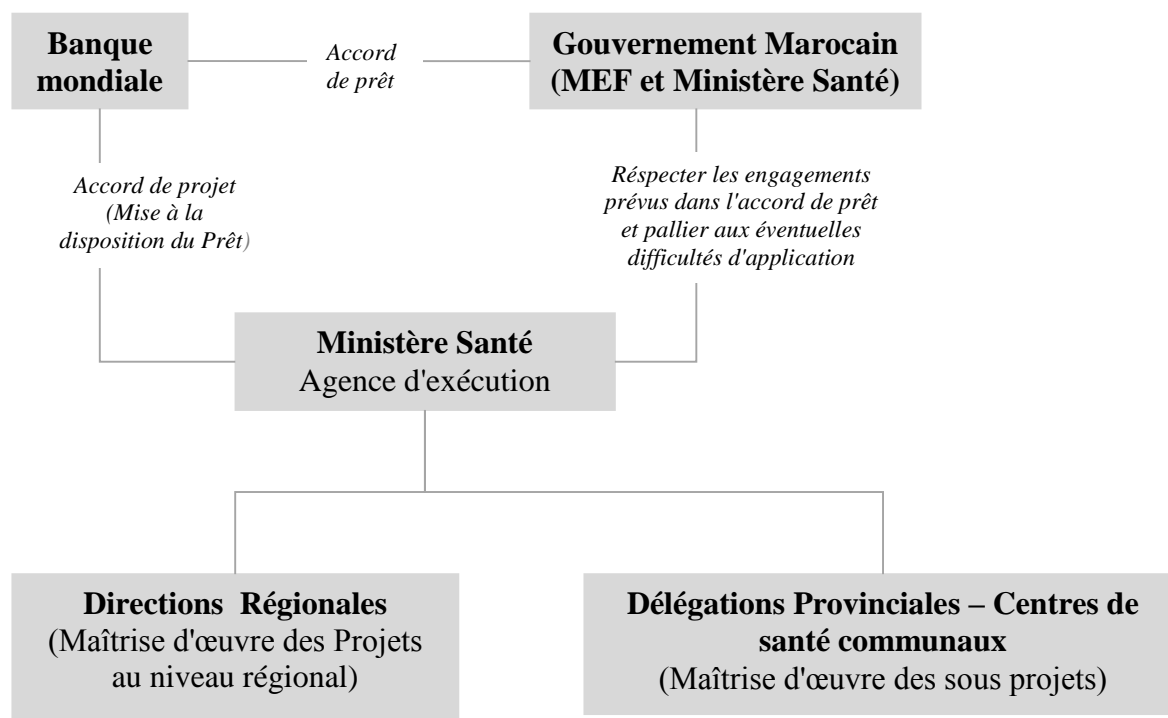 Banque
mondiale
Accord
de prêt
Gouvernement Marocain
(MEF et Ministère Santé)
Accord de projet
(Mise à la
disposition du Prêt)
Réspecter les engagements
prévus dans l'accord de prêt
et pallier aux éventuelles
difficultés d'application
Ministère Santé
Agence d'exécution
Directions Régionales
(Maîtrise d'œuvre des Projets
au niveau régional)
Délégations Provinciales – Centres de
santé communaux
(Maîtrise d'œuvre des sous projets)